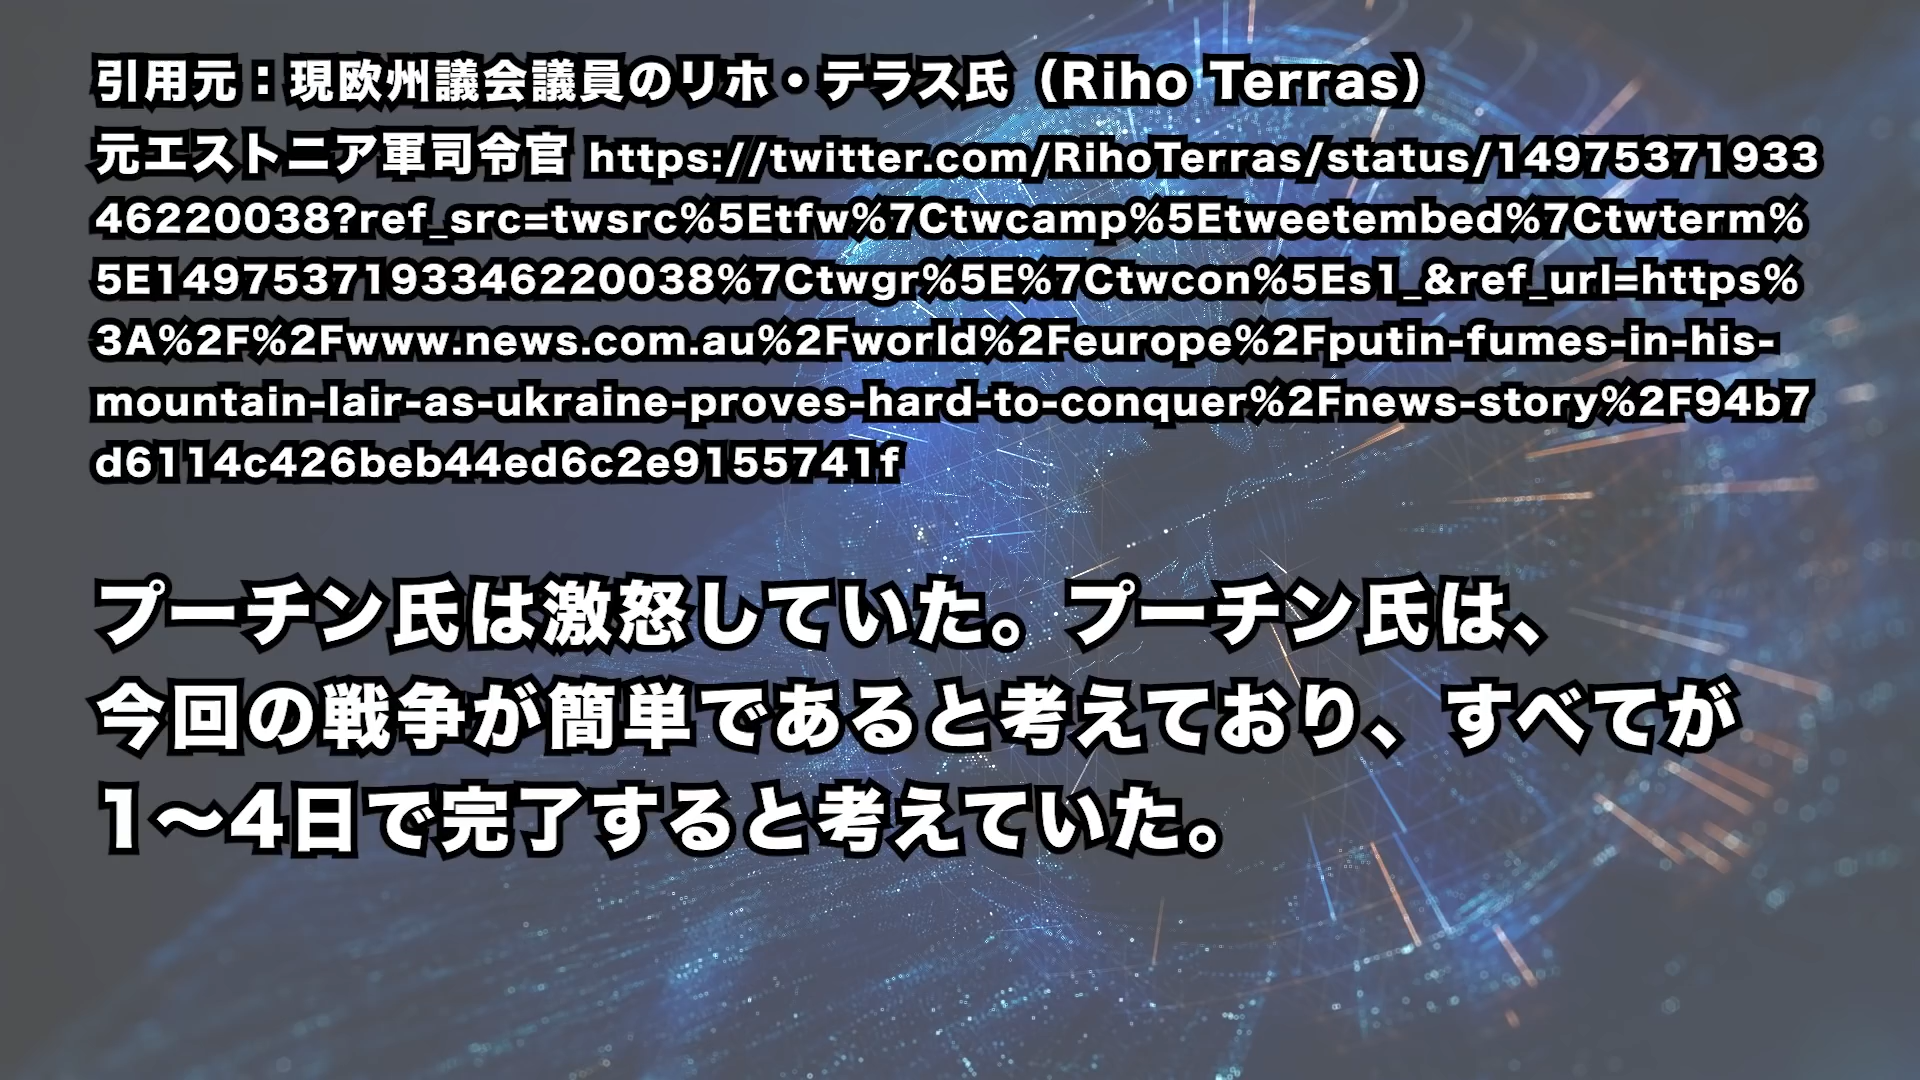 引用元：現欧州議会議員のリホ・テラス氏（Riho Terras）
元エストニア軍司令官 https://twitter.com/RihoTerras/status/14975371933
46220038?ref_src=twsrc%5Etfw%7Ctwcamp%5Etweetembed%7Ctwterm%
5E1497537193346220038%7Ctwgr%5E%7Ctwcon%5Es1_&ref_url=https%
3A%2F%2Fwww.news.com.au%2Fworld%2Feurope%2Fputin-fumes-in-his-
mountain-lair-as-ukraine-proves-hard-to-conquer%2Fnews-story%2F94b7
d6114c426beb44ed6c2e9155741f
プーチン氏は激怒していた。プーチン氏は、
今回の戦争が簡単であると考えており、すべてが
1〜4日で完了すると考えていた。